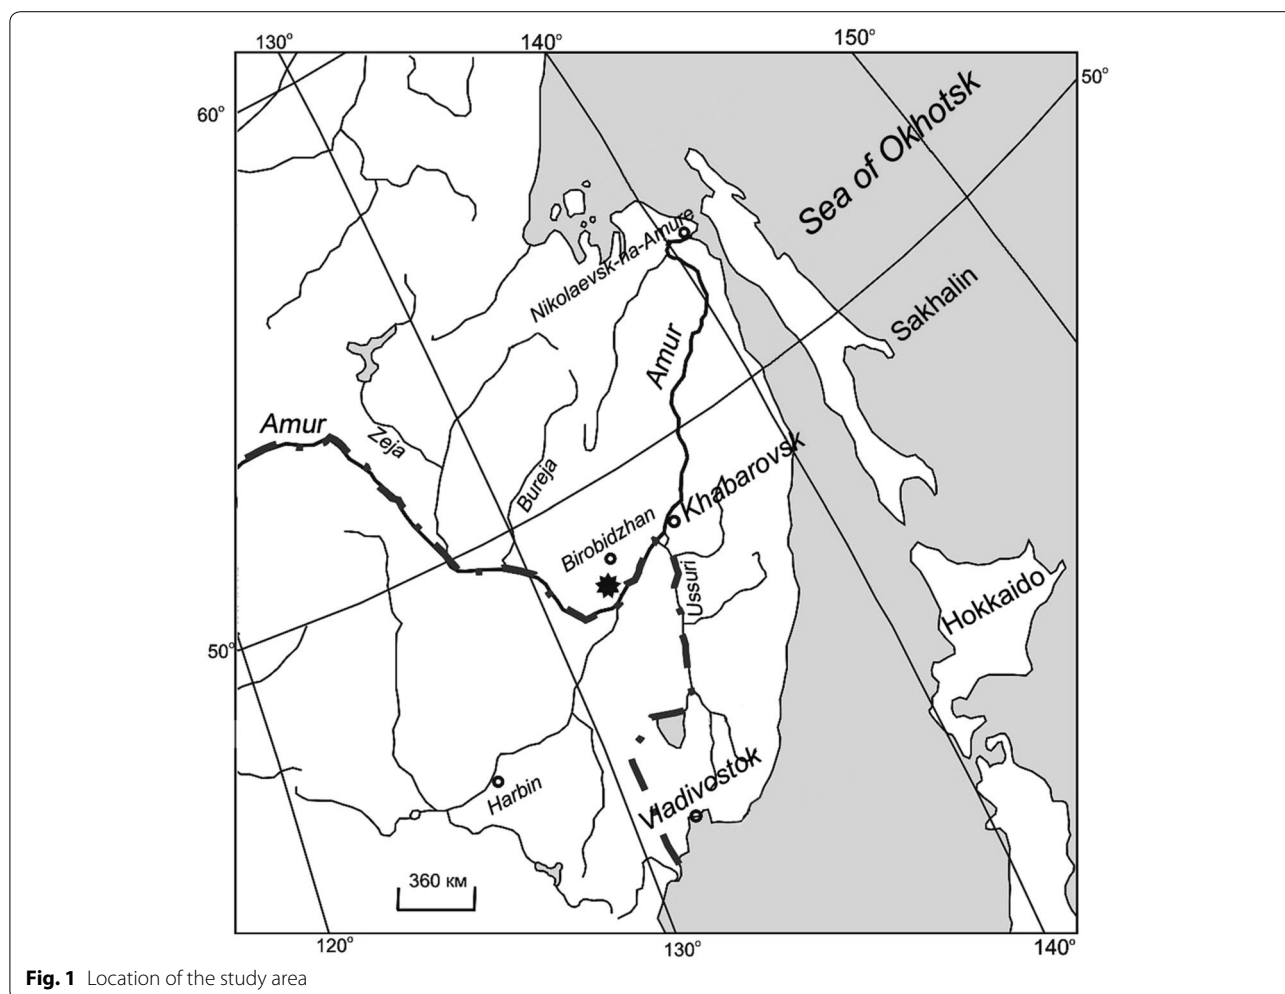 130°
140°
150°
50°
60°
Sea of Okhotsk
Nikolaevsk-na-Amure
Sakhalin
Amur
Amur
Zeja
Bureja
Khabarovsk
Birobidzhan
Ussuri
Hokkaido
50°
Vladivostok
Harbin
360 км
120°
130°
140°
Fig. 1 Location of the study area